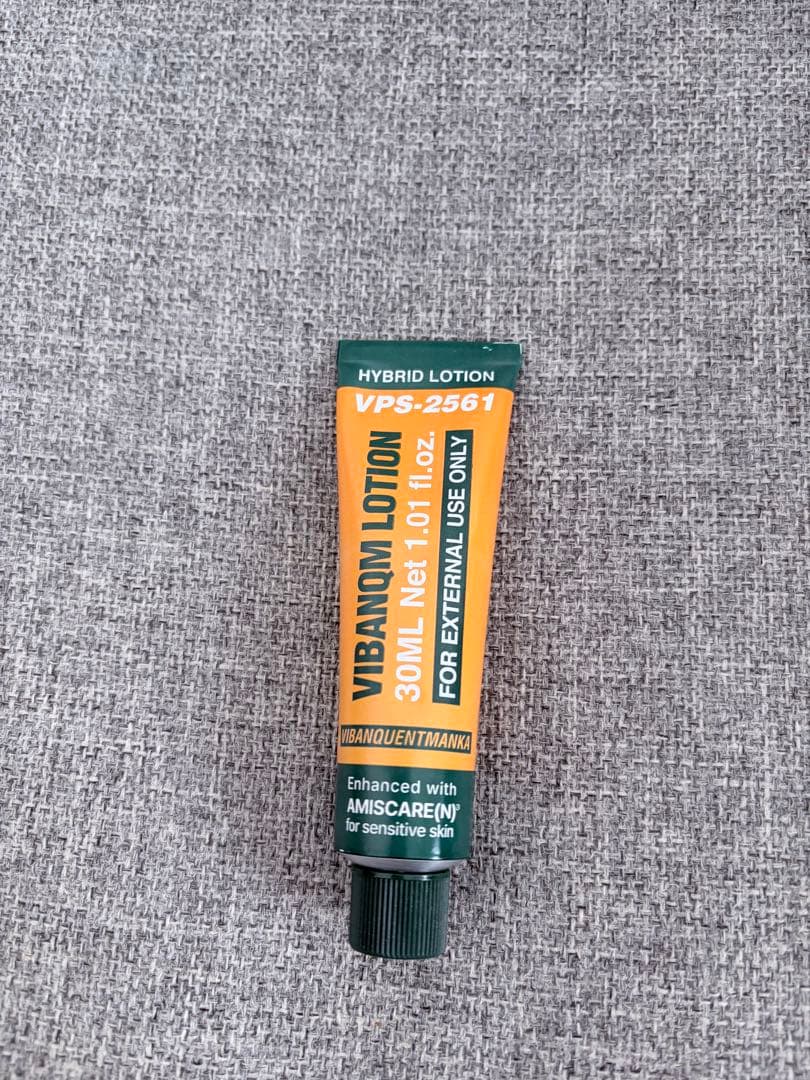 HYBRID LOTION
VPS-2561
VIBANQM LOTION
30ML Net 1.01 fl.oz.
FOR EXTERNAL USE ONLY
VIBANQUENTMANKA
Enhanced with
AMISCARE(N)®
for sensitive skin